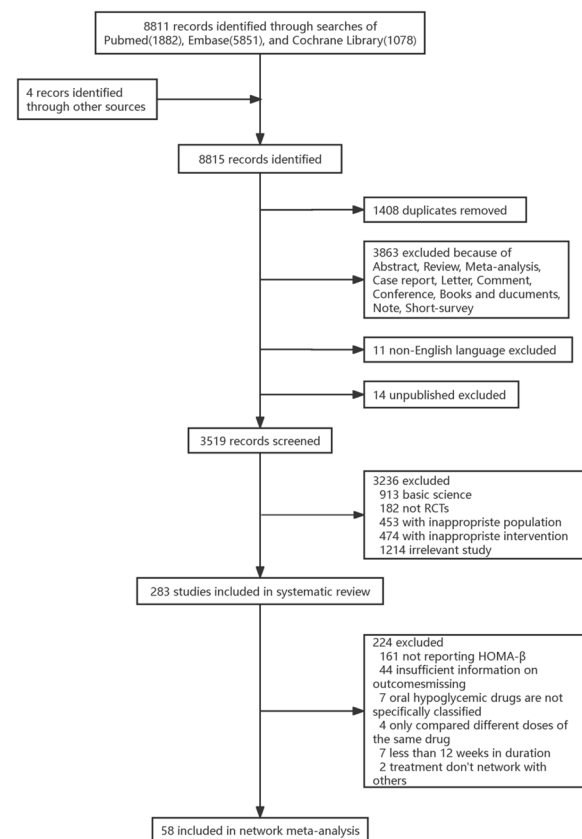 8811 records identified through searches of
Pubmed(1882), Embase(5851), and Cochrane Library(1078)
4 recors identified
through other sources
8815 records identified
1408 duplicates removed
3863 excluded because of
Abstract, Review, Meta-analysis,
Case report, Letter, Comment,
Conference, Books and ducuments,
Note, Short-survey
11 non-English language excluded
14 unpublished excluded
3519 records screened
3236 excluded
913 basic science
182 not RCTs
453 with inappropriste population
474 with inappropriste intervention
1214 irrelevant study
283 studies included in systematic review
224 excluded
161 not reporting HOMA-β
44 insufficient information on
outcomesmissing
7 oral hypoglycemic drugs are not
specifically classified
4 only compared different doses of
the same drug
7 less than 12 weeks in duration
2 treatment don't network with
others
58 included in network meta-analysis